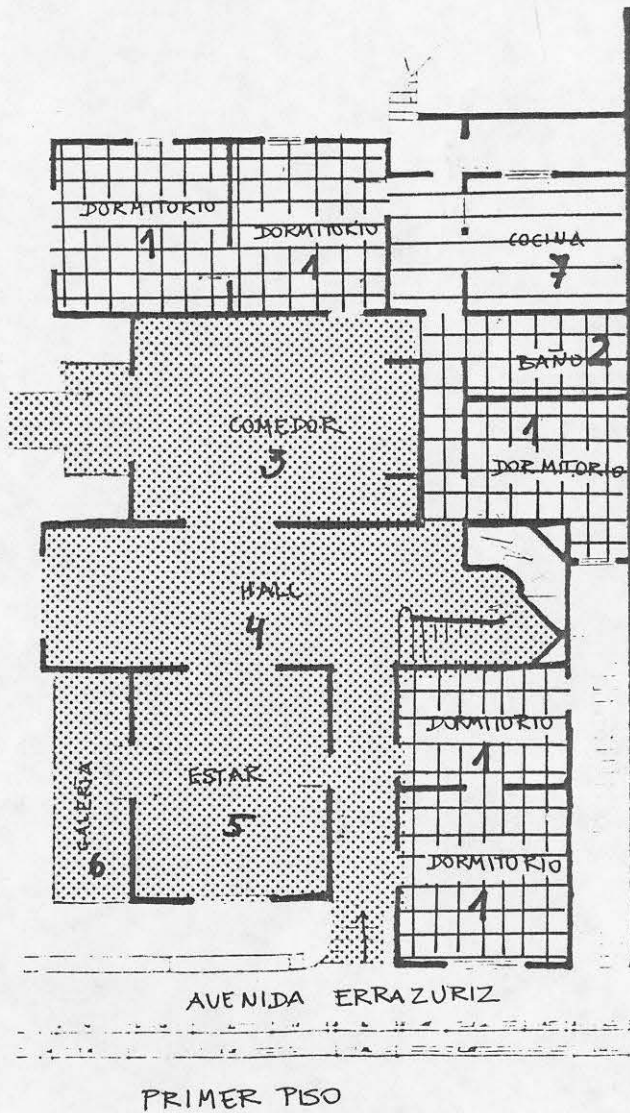 DORMITORIO
1
DORMITORIO
1
COCINA
7
BAÑO 2
COMEDOR
3
1
DORMITORIO
HALL
4
DORMITORIO
1
ESTAR
5
GALERIA
6
DORMITORIO
1
AVENIDA ERRAZURIZ
PRIMER PISO